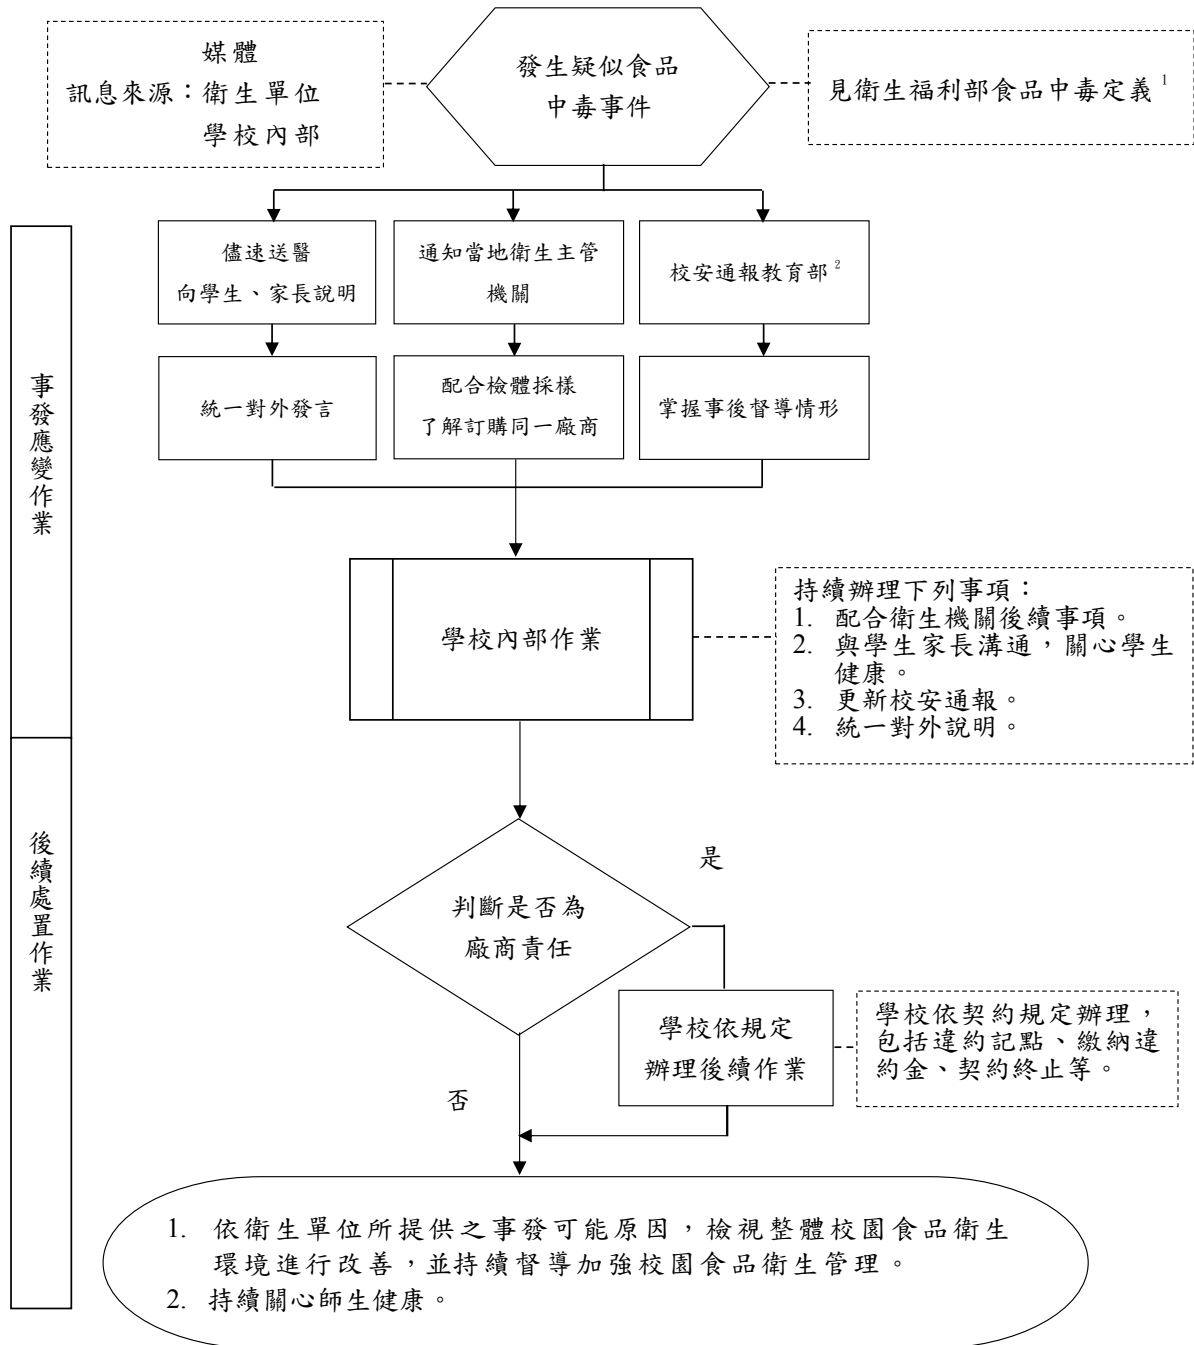 媒體
訊息來源：衛生單位
學校內部
發生疑似食品
中毒事件
見衛生福利部食品中毒定義1
儘速送醫
向學生、家長說明
通知當地衛生主管
機關
校安通報教育部2
統一對外發言
配合檢體採樣
了解訂購同一廠商
掌握事後督導情形
事發應變作業
學校內部作業
持續辦理下列事項：
1. 配合衛生機關後續事項。
2. 與學生家長溝通，關心學生
健康。
3. 更新校安通報。
4. 統一對外說明。
後續處置作業
判斷是否為
廠商責任
是
學校依規定
辦理後續作業
學校依契約規定辦理，
包括違約記點、繳納違
約金、契約終止等。
否
1. 依衛生單位所提供之事發可能原因，檢視整體校園食品衛生
環境進行改善，並持續督導加強校園食品衛生管理。
2. 持續關心師生健康。